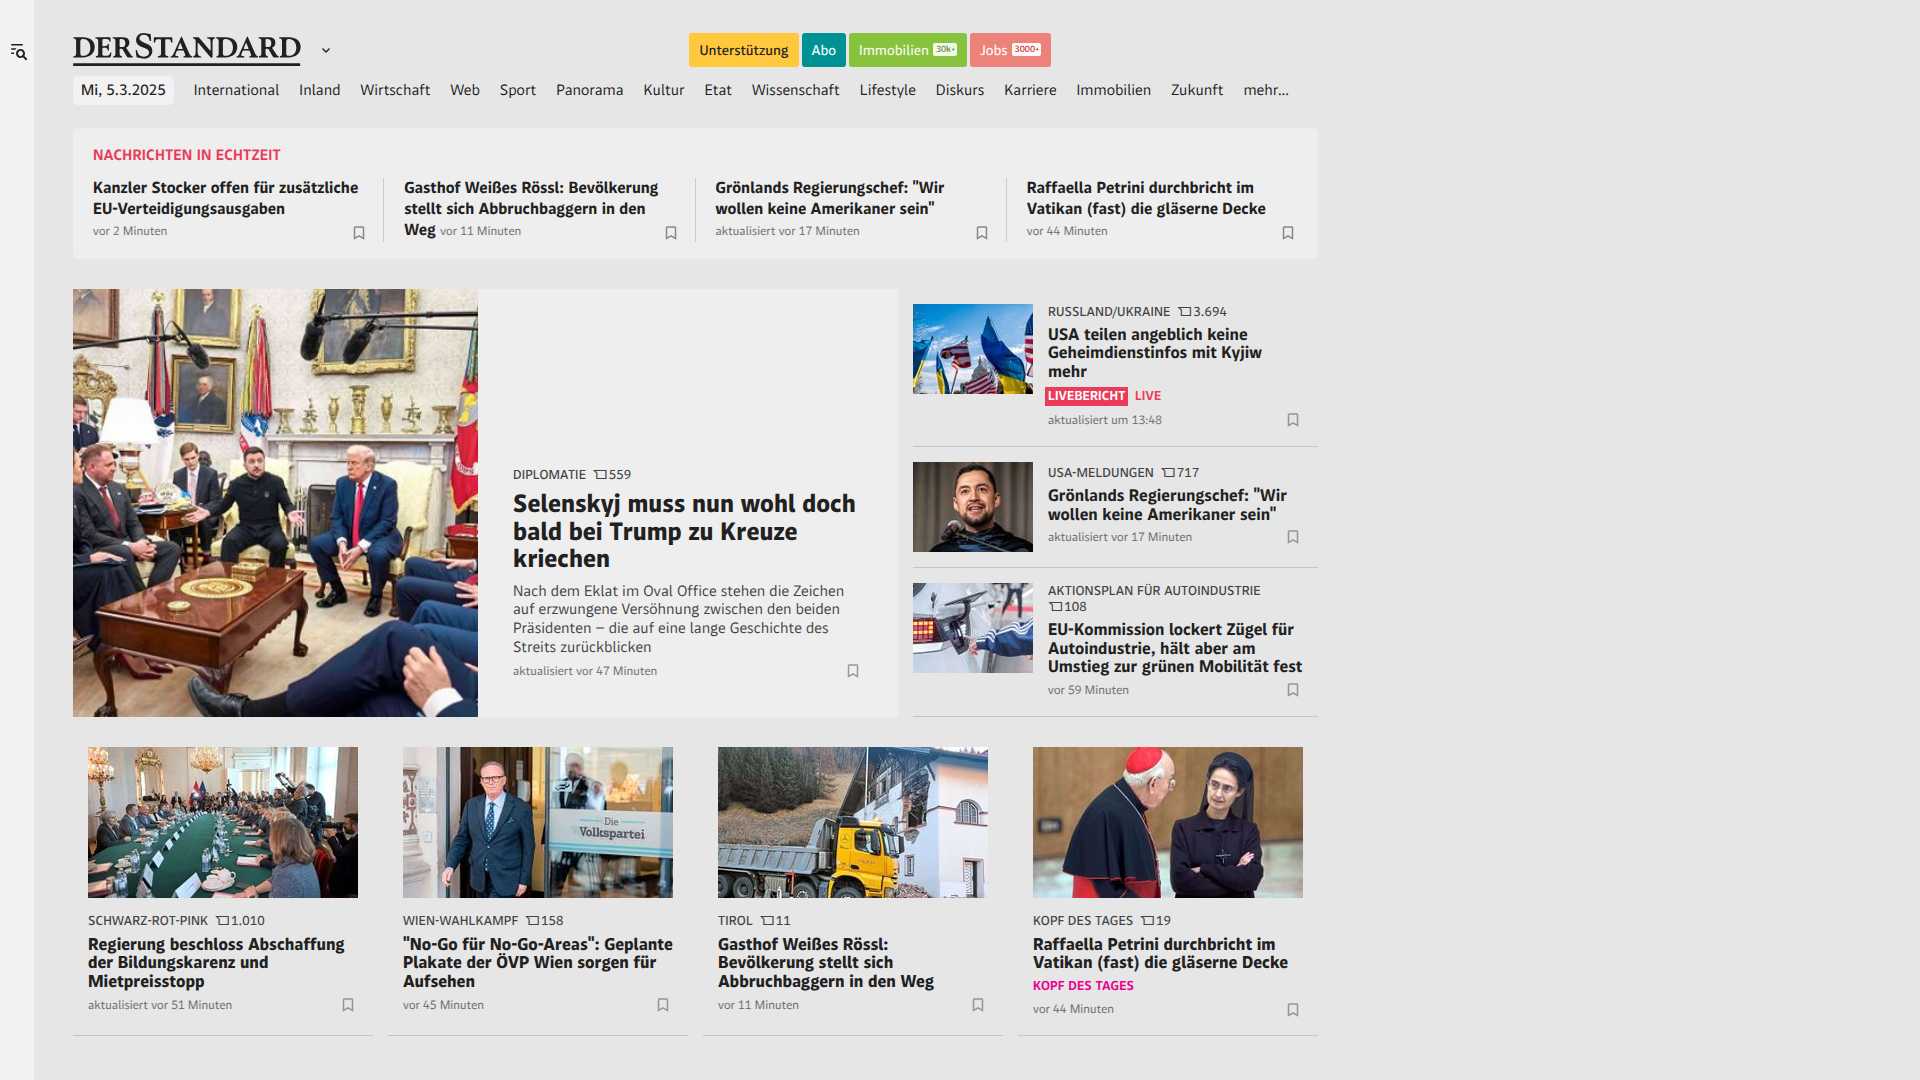 DERSTANDARD
Unterstützung
Abo
Immobilien 30k+
Jobs 3000+
Mi, 5.3.2025
International
Inland
Wirtschaft
Web
Sport
Panorama
Kultur
Etat
Wissenschaft
Lifestyle
Diskurs
Karriere
Immobilien
Zukunft
mehr...
NACHRICHTEN IN ECHTZEIT
Kanzler Stocker offen für zusätzliche
EU-Verteidigungsausgaben
vor 2 Minuten
Gasthof Weißes Rössl: Bevölkerung
stellt sich Abbruchbaggern in den
Weg vor 11 Minuten
Grönlands Regierungschef: "Wir
wollen keine Amerikaner sein"
aktualisiert vor 17 Minuten
Raffaella Petrini durchbricht im
Vatikan (fast) die gläserne Decke
vor 44 Minuten
DIPLOMATIE 559
Selenskyj muss nun wohl doch
bald bei Trump zu Kreuze
kriechen
Nach dem Eklat im Oval Office stehen die Zeichen
auf erzwungene Versöhnung zwischen den beiden
Präsidenten – die auf eine lange Geschichte des
Streits zurückblicken
aktualisiert vor 47 Minuten
RUSSLAND/UKRAINE 3.694
USA teilen angeblich keine
Geheimdienstinfos mit Kyjiw
mehr
LIVEBERICHT LIVE
aktualisiert um 13:48
USA-MELDUNGEN 717
Grönlands Regierungschef: "Wir
wollen keine Amerikaner sein"
aktualisiert vor 17 Minuten
AKTIONSPLAN FÜR AUTOINDUSTRIE
108
EU-Kommission lockert Zügel für
Autoindustrie, hält aber am
Umstieg zur grünen Mobilität fest
vor 59 Minuten
SCHWARZ-ROT-PINK 1.010
Regierung beschloss Abschaffung
der Bildungskarenz und
Mietpreisstopp
aktualisiert vor 51 Minuten
Die
Volkspartei
WIEN-WAHLKAMPF 158
"No-Go für No-Go-Areas": Geplante
Plakate der ÖVP Wien sorgen für
Aufsehen
vor 45 Minuten
TIROL 11
Gasthof Weißes Rössl:
Bevölkerung stellt sich
Abbruchbaggern in den Weg
vor 11 Minuten
KOPF DES TAGES 19
Raffaella Petrini durchbricht im
Vatikan (fast) die gläserne Decke
KOPF DES TAGES
vor 44 Minuten